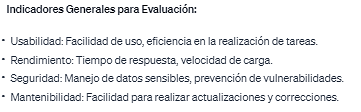 Indicadores Generales para Evaluación:
• Usabilidad: Facilidad de uso, eficiencia en la realización de tareas.
• Rendimiento: Tiempo de respuesta, velocidad de carga.
• Seguridad: Manejo de datos sensibles, prevención de vulnerabilidades.
• Mantenibilidad: Facilidad para realizar actualizaciones y correcciones.